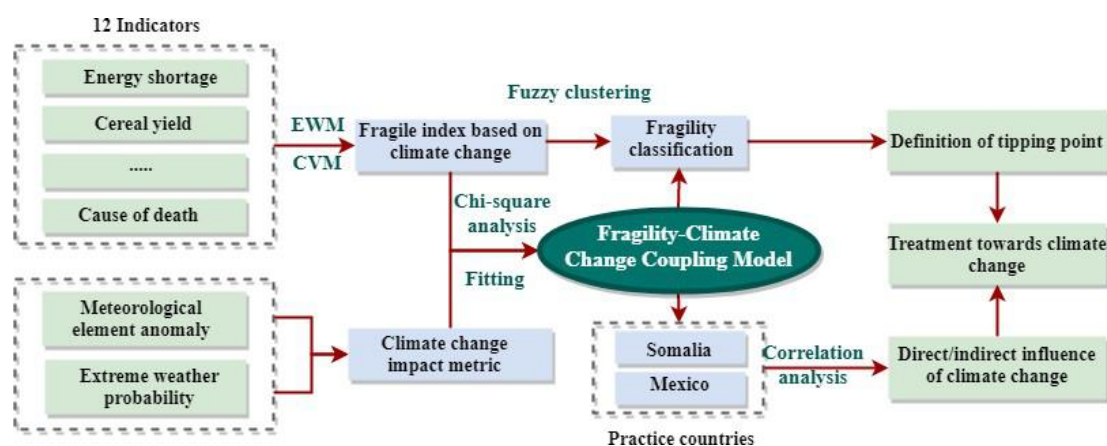 12 Indicators
Energy shortage
Cereal yield
.....
Cause of death
EWM
CVM
Fragile index based on
climate change
Fuzzy clustering
Fragility
classification
Definition of tipping point
Chi-square
analysis
Fitting
Fragility-Climate
Change Coupling Model
Treatment towards climate
change
Meteorological
element anomaly
Extreme weather
probability
Climate change
impact metric
Somalia
Mexico
Practice countries
Correlation
analysis
Direct/indirect influence
of climate change